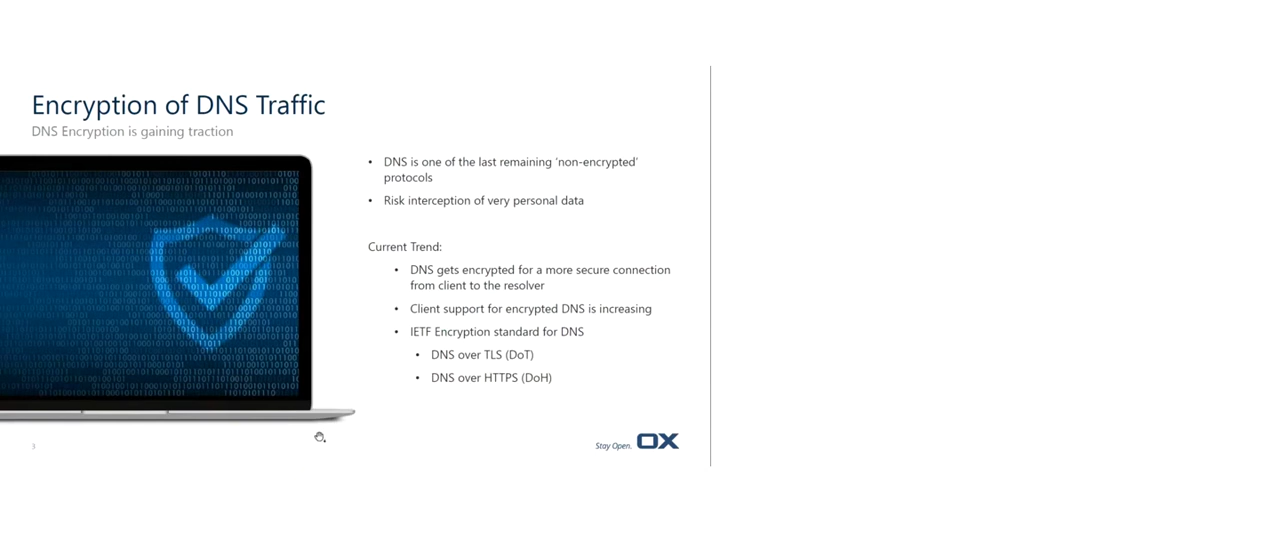 Encryption of DNS Traffic
DNS Encryption is gaining traction
• DNS is one of the last remaining ‘non-encrypted’
protocols
• Risk interception of very personal data
Current Trend:
• DNS gets encrypted for a more secure connection
from client to the resolver
• Client support for encrypted DNS is increasing
• IETF Encryption standard for DNS
• DNS over TLS (DoT)
• DNS over HTTPS (DoH)
3
Stay Open. OX